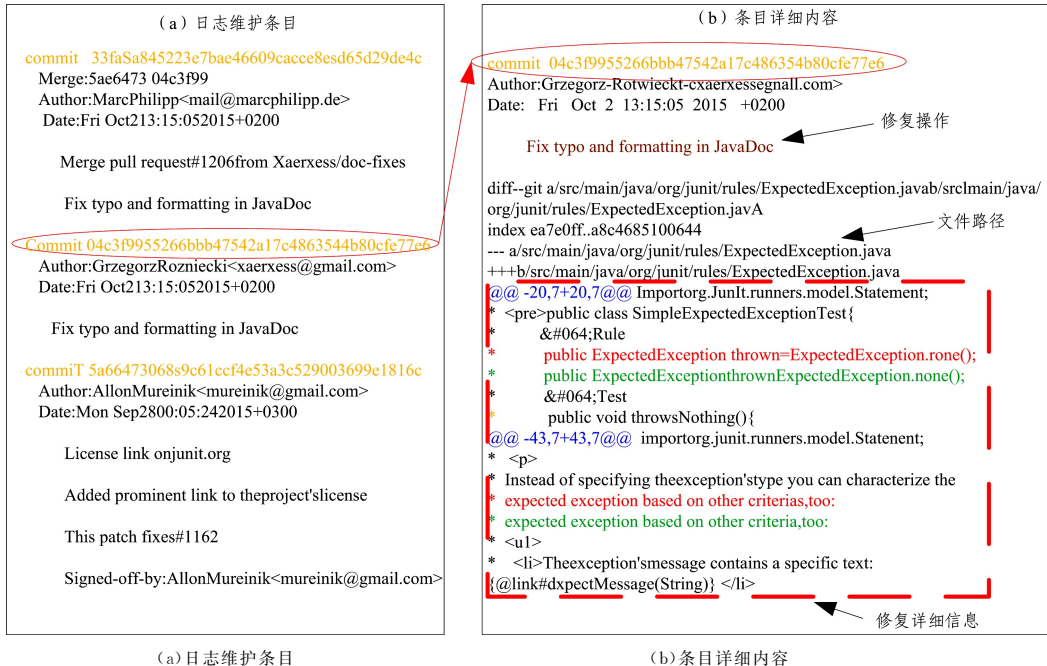 (a)日志维护条目
commit 33faSa845223e7bae46609cacce8esd65d29de4c
Merge:5ae6473 04c3f99
Author:MarcPhilipp<mail@marcphilipp.de>
Date:Fri Oct213:15:052015+0200
Merge pull request#1206from Xaerxess/doc-fixes
Fix typo and formatting in JavaDoc
Commit 04c3f9955266bbb47542a17c4863544b80cfe77e6
Author:GrzegorzRozniecki<xaerxess@gmail.com>
Date:Fri Oct213:15:052015+0200
Fix typo and formatting in JavaDoc
commiT 5a66473068s9c61ccf4e53a3c529003699e1816c
Author:AllonMureinik<mureinik@gmail.com>
Date:Mon Sep2800:05:242015+0300
License link onjunit.org
Added prominent link to theproject'slicense
This patch fixes#1162
Signed-off-by:AllonMureinik<mureinik@gmail.com>
(a)日志维护条目
(b)条目详细内容
commit 04c3f9955266bbb47542a17c486354b80cfe77e6
Author:Grzegorz-Rotwieckt-cxaerxessegnall.com>
Date: Fri Oct 2 13:15:05 2015 +0200
修复操作
Fix typo and formatting in JavaDoc
diff--git a/src/main/java/org/junit/rules/ExpectedException.javab/srclmain/java/
org/junit/rules/ExpectedException.javA
index ea7e0ff..a8c4685100644
文件路径
--- a/src/main/java/org/junit/rules/ExpectedException.java
+++b/src/main/java/org/junit/rules/ExpectedException.java
@@ -20,7+20,7@@ Importorg.JunIt.runners.model.Statement;
* <pre>public class SimpleExpectedExceptionTest{
* &#064;Rule
* public ExpectedException thrown=ExpectedException.rone();
* public ExpectedExceptionthrownExpectedException.none();
* &#064;Test
* public void throwsNothing(){
@@ -43,7+43,7@@ importorg.junit.runners.model.Statenent;
* <p>
* Instead of specifying theexception'stype you can characterize the
* expected exception based on other criterias,too:
* expected exception based on other criteria,too:
* <u1>
* <li>Theexception'smessage contains a specific text:
{@link#dxpectMessage(String)} </li>
修复详细信息
(b)条目详细内容